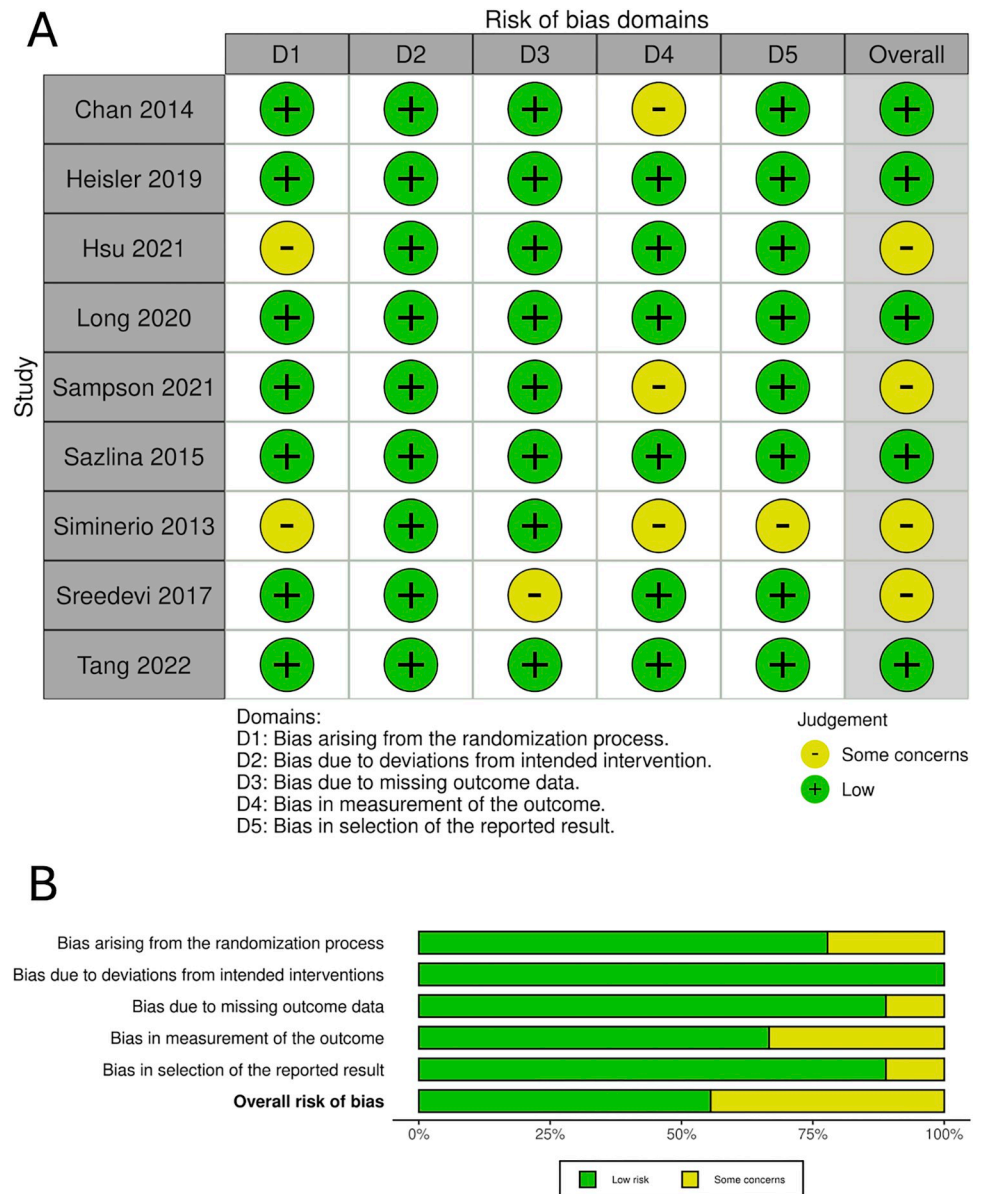 A
Risk of bias domains
D1 D2 D3 D4 D5 Overall
Study
Chan 2014 + + + - + +
Heisler 2019 + + + + + +
Hsu 2021 - + + + + -
Long 2020 + + + + + +
Sampson 2021 + + + - + -
Sazlina 2015 + + + + + +
Siminerio 2013 - + + - - -
Sreedevi 2017 + + - + + -
Tang 2022 + + + + + +
Domains:
D1: Bias arising from the randomization process.
D2: Bias due to deviations from intended intervention.
D3: Bias due to missing outcome data.
D4: Bias in measurement of the outcome.
D5: Bias in selection of the reported result.
Judgement
- Some concerns
+ Low
B
Bias arising from the randomization process
Bias due to deviations from intended interventions
Bias due to missing outcome data
Bias in measurement of the outcome
Bias in selection of the reported result
Overall risk of bias
0% 25% 50% 75% 100%
Low risk Some concerns